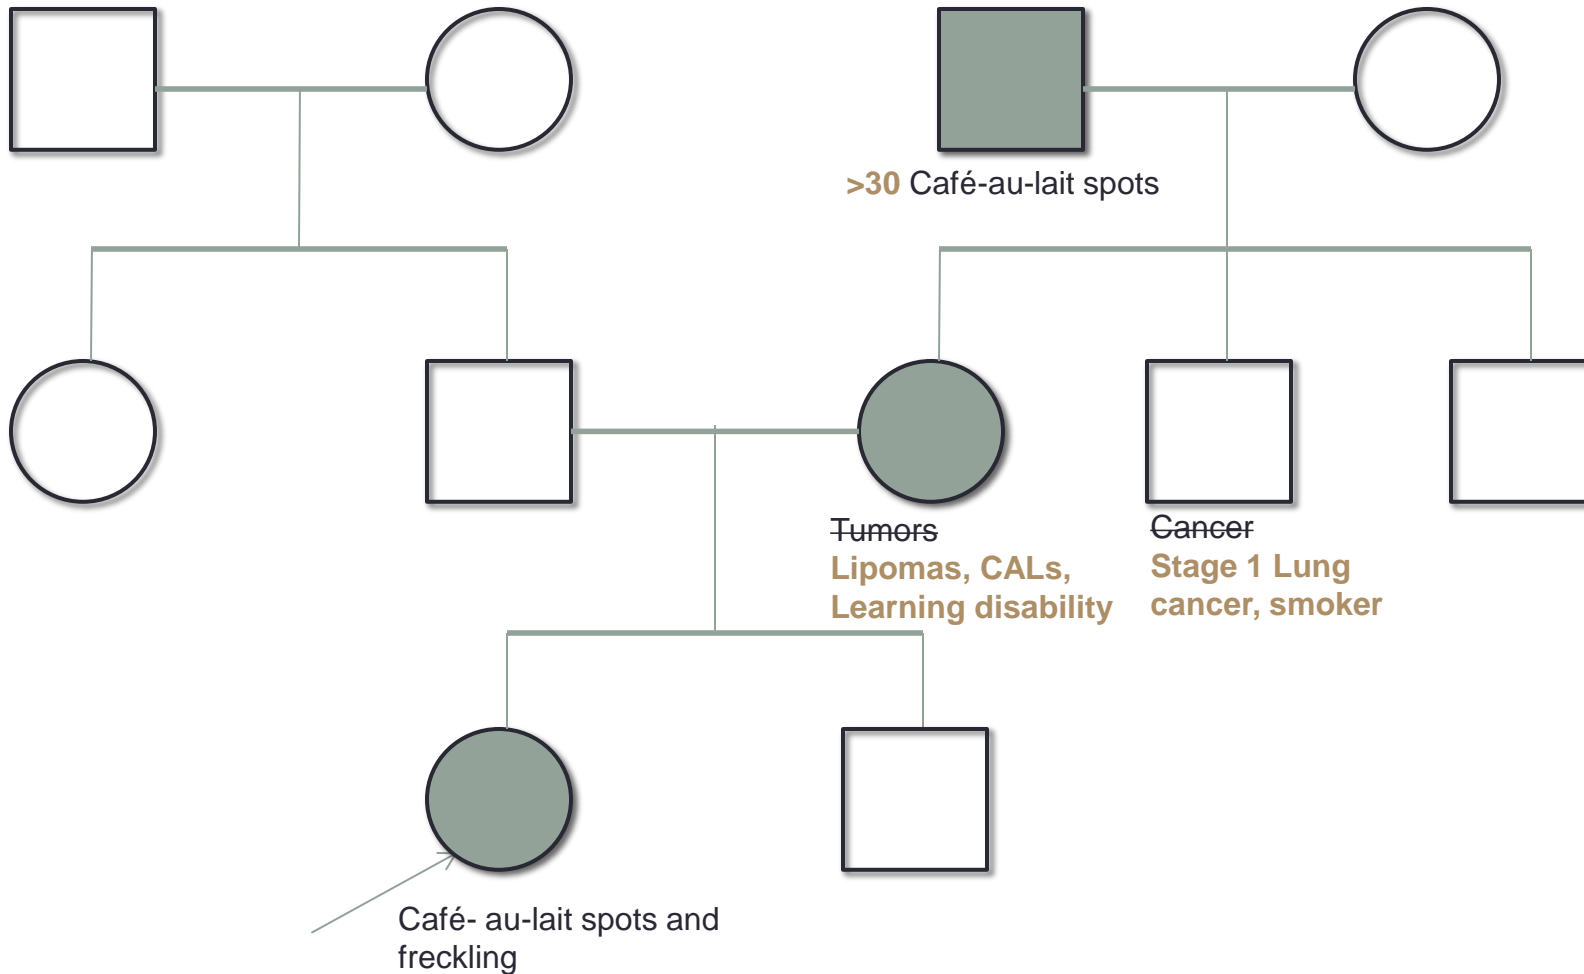 >30 Café-au-lait spots
Tumors
Lipomas, CALs,
Learning disability
Cancer
Stage 1 Lung
cancer, smoker
Café- au-lait spots and
freckling